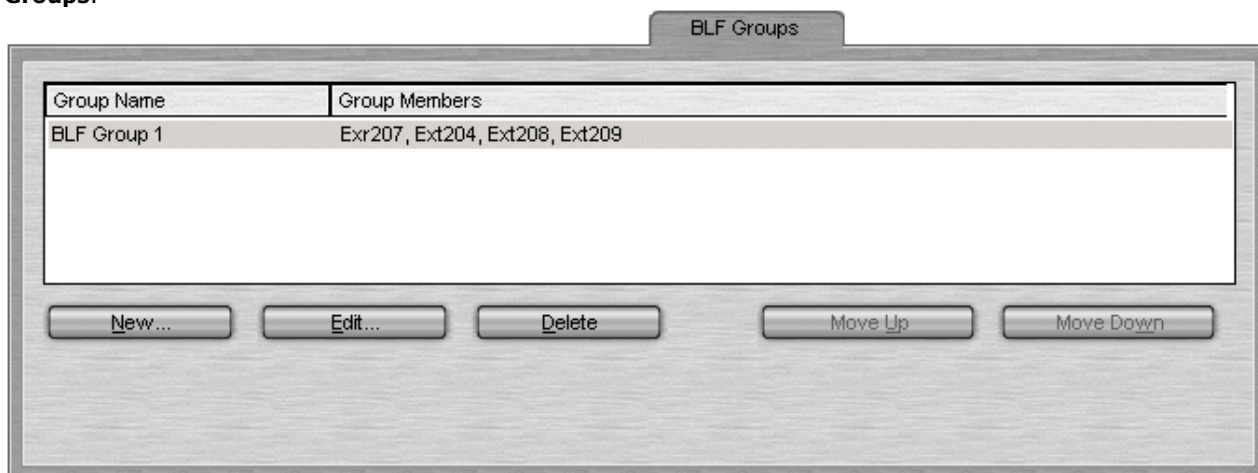 Groups.
BLF Groups
Group Name Group Members
BLF Group 1 Exr207, Ext204, Ext208, Ext209
New... Edit... Delete Move Up Move Down